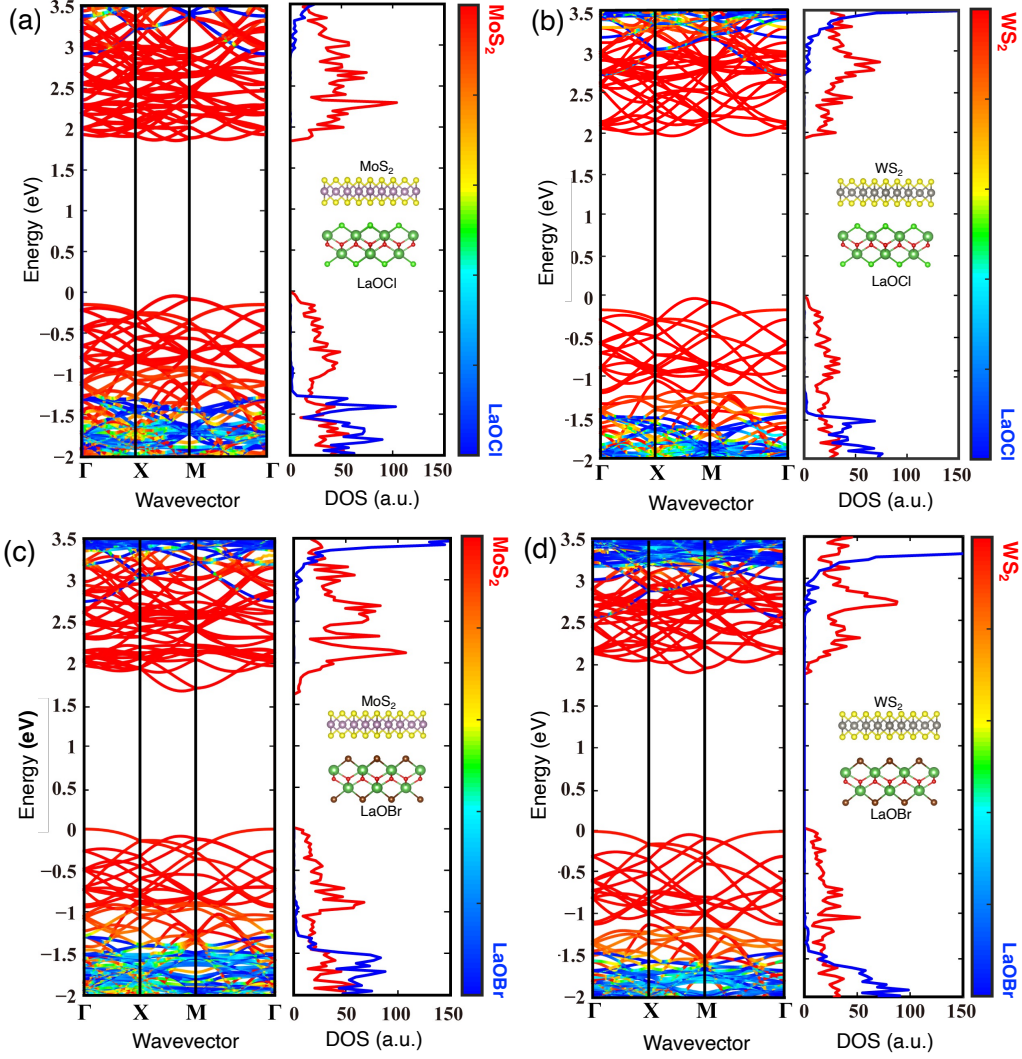 (a)
3.5
3
2.5
2
1.5
1
0.5
0
−0.5
−1
−1.5
−2
Energy (eV)
Γ X M Γ
Wavevector
MoS2
LaOCl
0 50 100 150
DOS (a.u.)
MoS2
LaOCl
(b)
3.5
3
2.5
2
1.5
1
0.5
0
−0.5
−1
−1.5
−2
Energy (eV)
Γ X M Γ
Wavevector
WS2
LaOCl
0 50 100 150
DOS (a.u.)
WS2
LaOCl
(c)
3.5
3
2.5
2
1.5
1
0.5
0
−0.5
−1
−1.5
−2
Energy (eV)
Γ X M Γ
Wavevector
MoS2
LaOBr
0 50 100 150
DOS (a.u.)
MoS2
LaOBr
(d)
3.5
3
2.5
2
1.5
1
0.5
0
−0.5
−1
−1.5
−2
Energy (eV)
Γ X M Γ
Wavevector
WS2
LaOBr
0 50 100 150
DOS (a.u.)
WS2
LaOBr